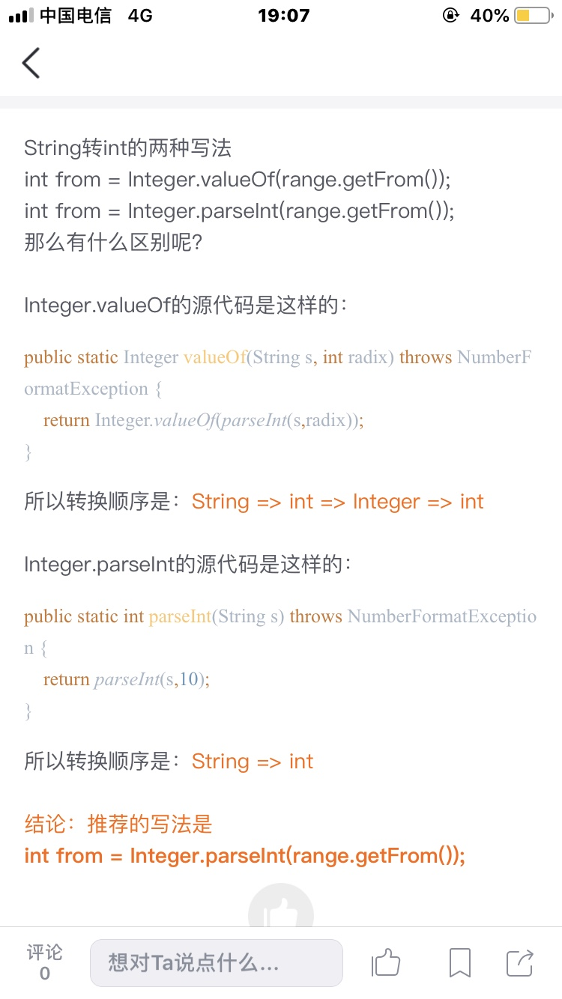 中国电信 4G 19:07 40%
String转int的两种写法
int from = Integer.valueOf(range.getFrom());
int from = Integer.parseInt(range.getFrom());
那么有什么区别呢?
Integer.valueOf的源代码是这样的：
public static Integer valueOf(String s, int radix) throws NumberF
ormatException {
return Integer.valueOf(parseInt(s,radix));
}
所以转换顺序是：String => int => Integer => int
Integer.parseInt的源代码是这样的：
public static int parseInt(String s) throws NumberFormatExceptio
n {
return parseInt(s,10);
}
所以转换顺序是：String => int
结论：推荐的写法是
int from = Integer.parseInt(range.getFrom());
评论
0
想对Ta说点什么...